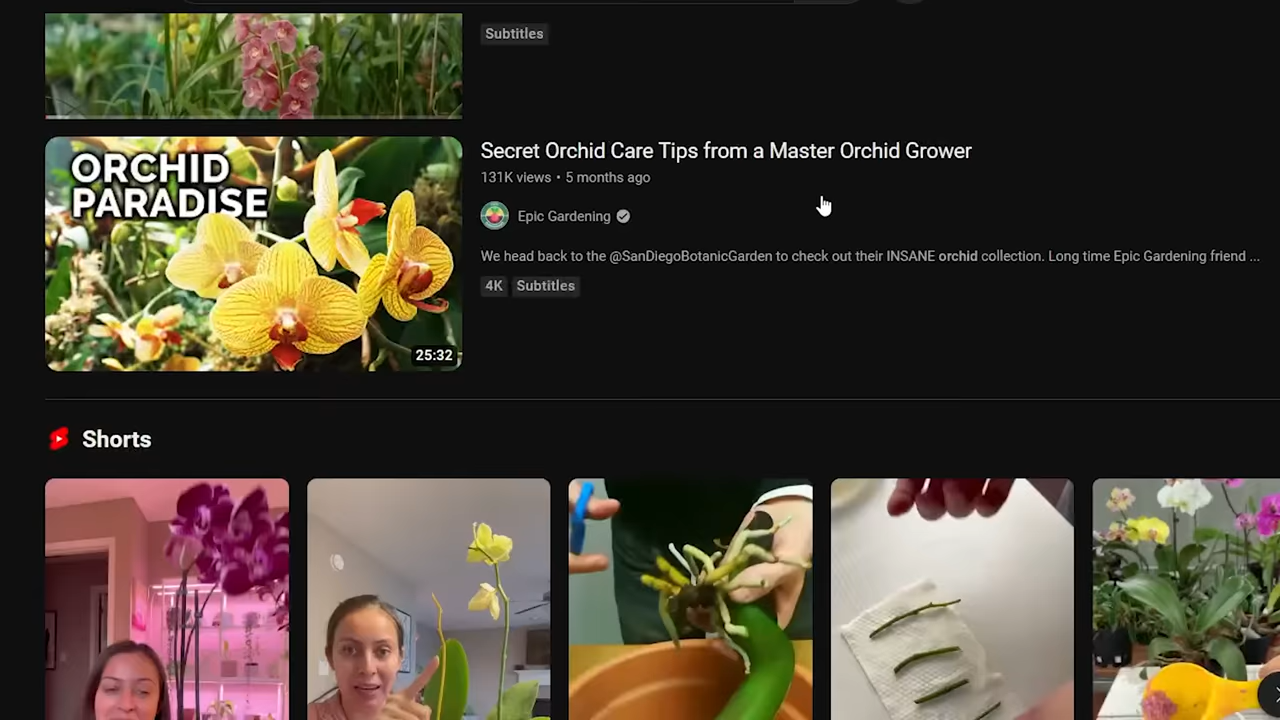 Subtitles
ORCHID
PARADISE
25:32
Secret Orchid Care Tips from a Master Orchid Grower
131K views • 5 months ago
Epic Gardening
We head back to the @SanDiegoBotanicGarden to check out their INSANE orchid collection. Long time Epic Gardening friend ...
4K Subtitles
Shorts